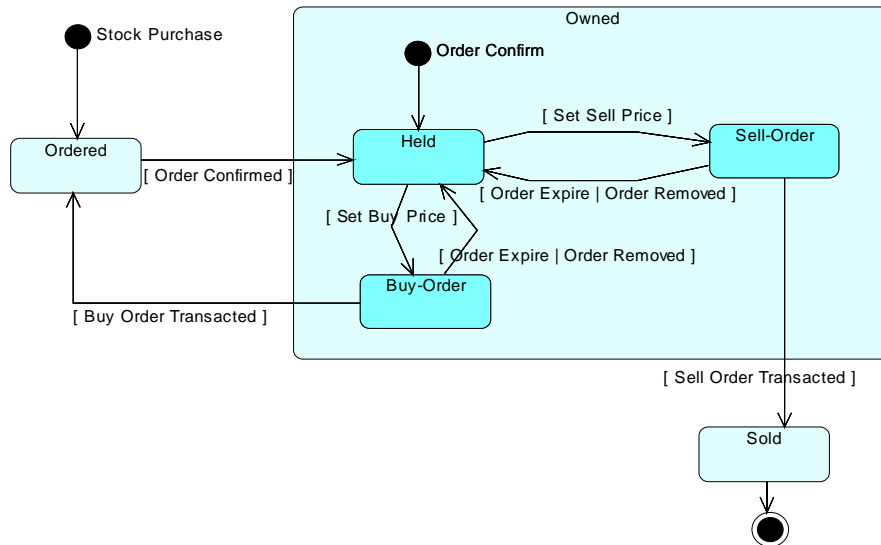 Owned
Stock Purchase
Order Confirm
[ Set Sell Price ]
Ordered
Held
Sell-Order
[ Order Confirmed ]
[ Order Expire | Order Removed ]
[ Set Buy Price ]
[ Order Expire | Order Removed ]
Buy-Order
[ Buy Order Transacted ]
[ Sell Order Transacted ]
Sold